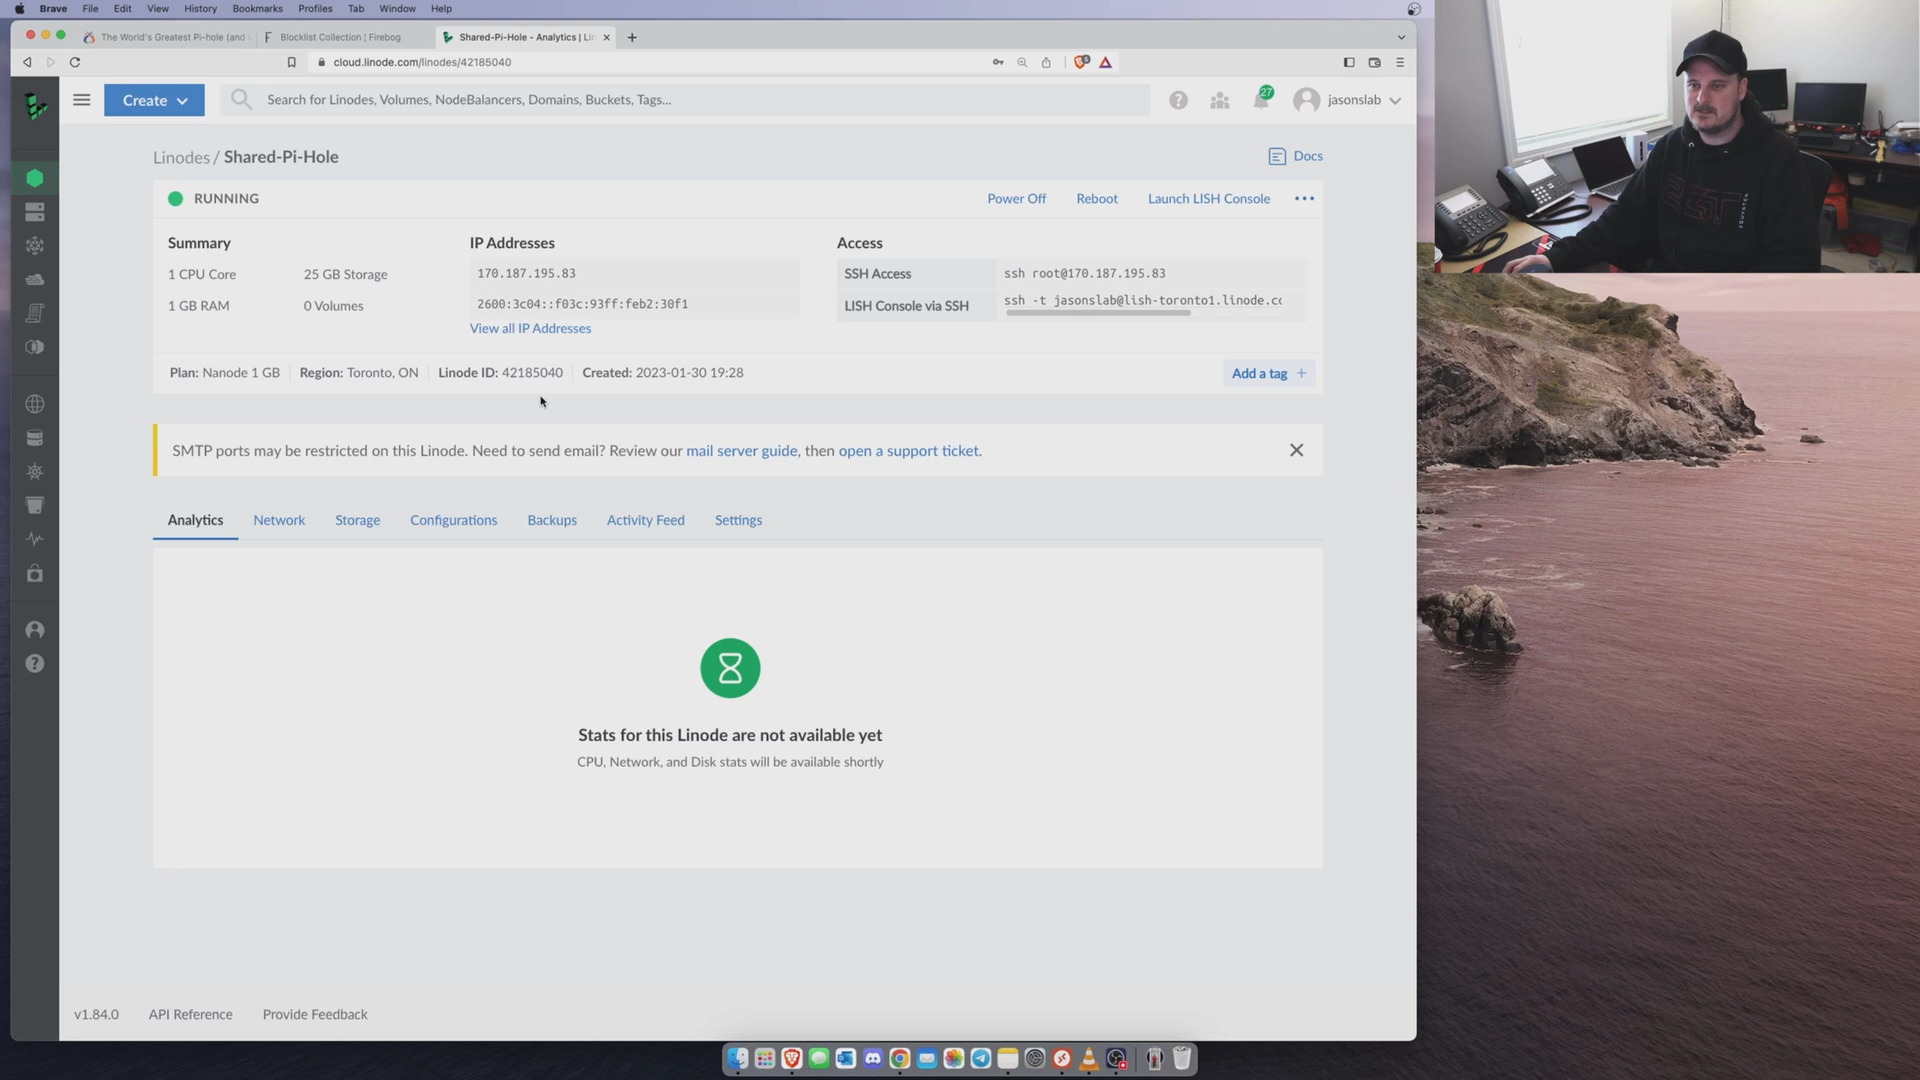 Brave File Edit View History Bookmarks Profiles Tab Window Help
The World's Greatest Pi-hole (and
Blocklist Collection | Firebog
Shared-Pi-Hole - Analytics | Li
cloud.linode.com/linodes/42185040
Create
Search for Linodes, Volumes, NodeBalancers, Domains, Buckets, Tags...
27
jasonslab
Linodes / Shared-Pi-Hole
Docs
RUNNING
Power Off
Reboot
Launch LISH Console
Summary
1 CPU Core
25 GB Storage
1 GB RAM
0 Volumes
IP Addresses
170.187.195.83
2600:3c04::f03c:93ff:feb2:30f1
View all IP Addresses
Access
SSH Access
ssh root@170.187.195.83
LISH Console via SSH
ssh -t jasonslab@lish-toronto1.linode.co
Plan: Nanode 1 GB
Region: Toronto, ON
Linode ID: 42185040
Created: 2023-01-30 19:28
Add a tag +
SMTP ports may be restricted on this Linode. Need to send email? Review our mail server guide, then open a support ticket.
Analytics
Network
Storage
Configurations
Backups
Activity Feed
Settings
Stats for this Linode are not available yet
CPU, Network, and Disk stats will be available shortly
v1.84.0
API Reference
Provide Feedback